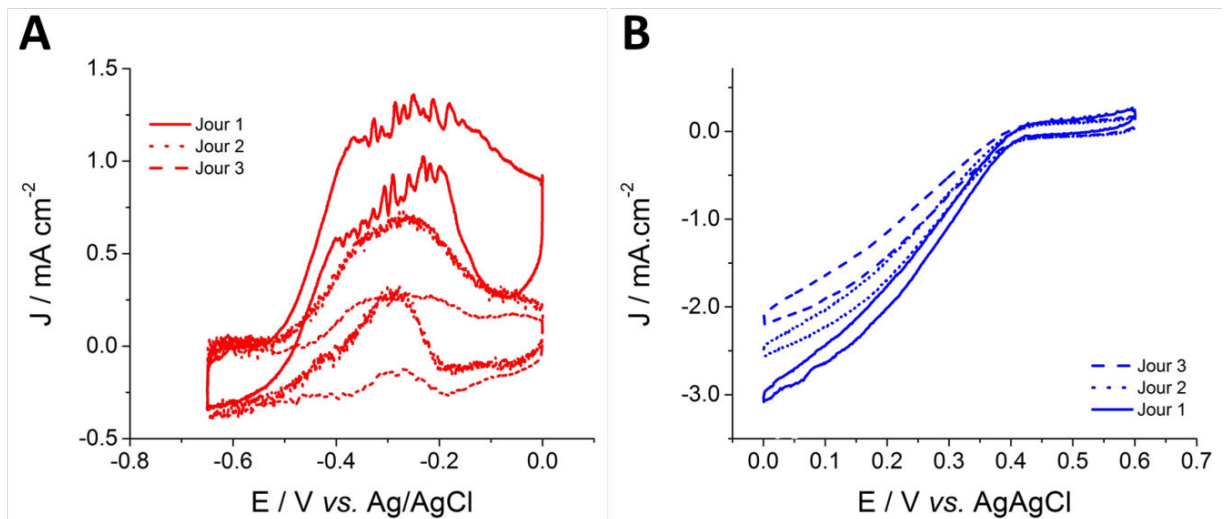 A
1.5
1.0
0.5
0.0
-0.5
J / mA cm-2
Jour 1
Jour 2
Jour 3
-0.8
-0.6
-0.4
-0.2
0.0
E / V vs. Ag/AgCl
B
0.0
-1.0
-2.0
-3.0
J / mA.cm-2
Jour 3
Jour 2
Jour 1
0.0
0.1
0.2
0.3
0.4
0.5
0.6
0.7
E / V vs. AgAgCl